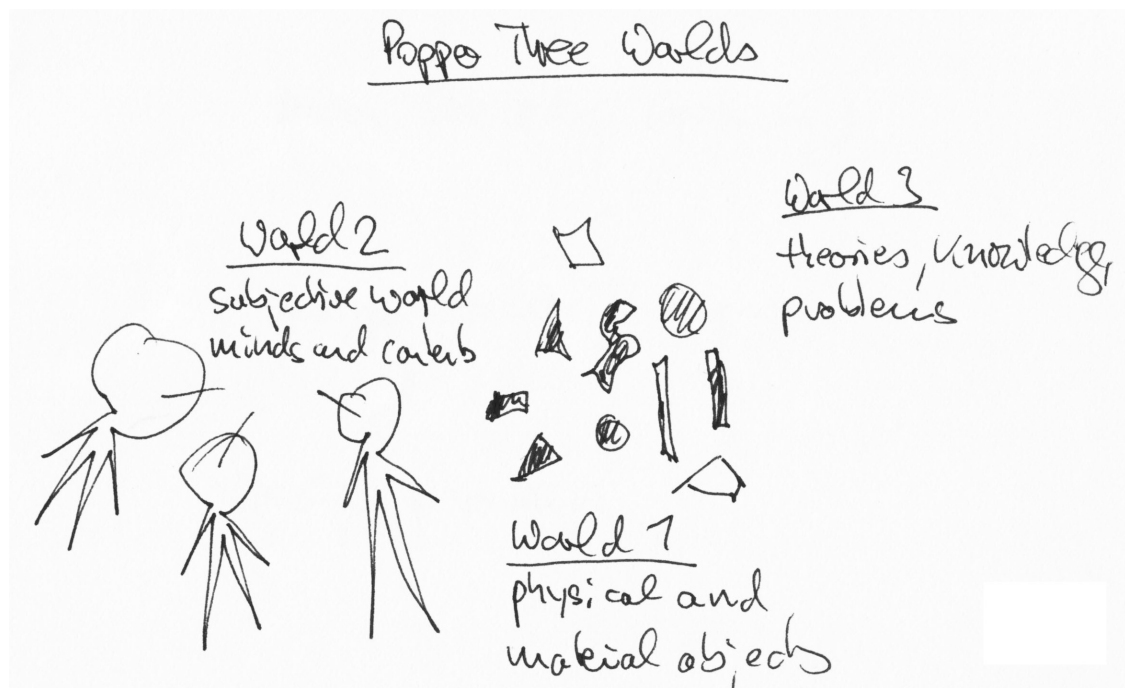 Popper Three Worlds
World 3
theories, knowledge,
problems
World 2
subjective world
minds and contents
World 1
physical and
material objects